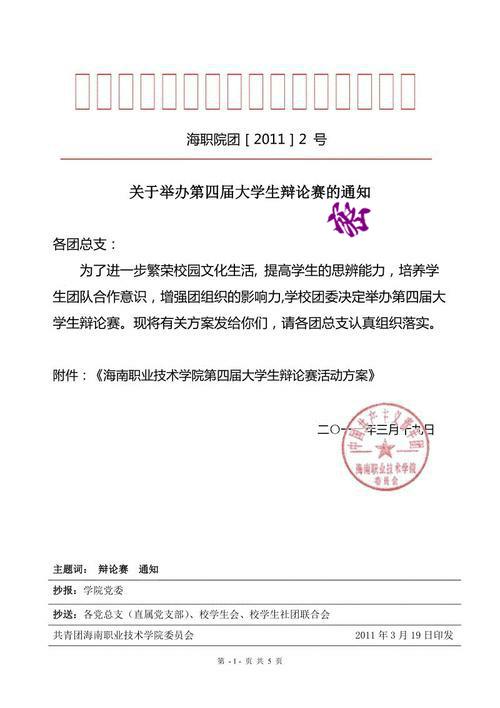 海职院团［2011］2 号
关于举办第四届大学生辩论赛的通知
各团总支：
为了进一步繁荣校园文化生活, 提高学生的思辨能力，培养学
生团队合作意识，增强团组织的影响力,学校团委决定举办第四届大
学生辩论赛。现将有关方案发给你们，请各团总支认真组织落实。
附件：《海南职业技术学院第四届大学生辩论赛活动方案》
二〇一 年三月十九日
中国共产主义青年团
海南职业技术学院
委员会
主题词： 辩论赛 通知
抄报：学院党委
抄送：各党总支（直属党支部）、校学生会、校学生社团联合会
共青团海南职业技术学院委员会 2011 年 3 月 19 日印发
第 - 1 - 页 共 5 页